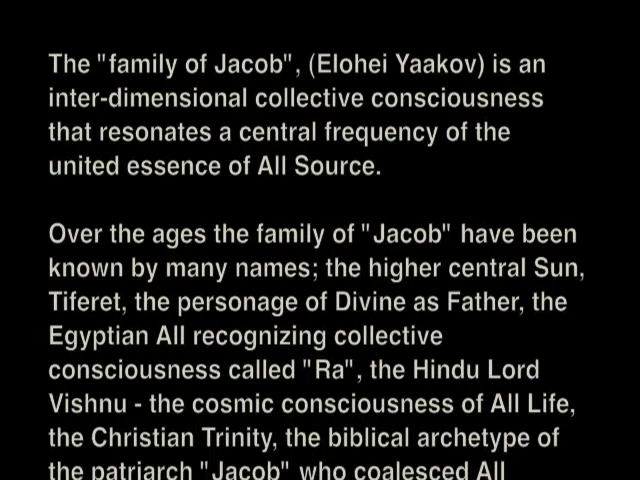 The "family of Jacob", (Elohei Yaakov) is an
inter-dimensional collective consciousness
that resonates a central frequency of the
united essence of All Source.
Over the ages the family of "Jacob" have been
known by many names; the higher central Sun,
Tiferet, the personage of Divine as Father, the
Egyptian All recognizing collective
consciousness called "Ra", the Hindu Lord
Vishnu - the cosmic consciousness of All Life,
the Christian Trinity, the biblical archetype of
the patriarch "Jacob" who coalesced All